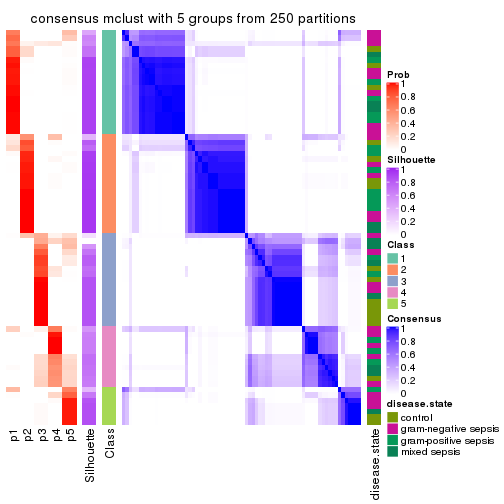 consensus mclust with 5 groups from 250 partitions
Prob
1
0.8
0.6
0.4
0.2
0
Silhouette
1
0.8
0.6
0.4
0.2
0
Class
1
2
3
4
5
Consensus
1
0.8
0.6
0.4
0.2
0
disease.state
control
gram-negative sepsis
gram-positive sepsis
mixed sepsis
p1
p2
p3
p4
p5
Silhouette
Class
disease.state